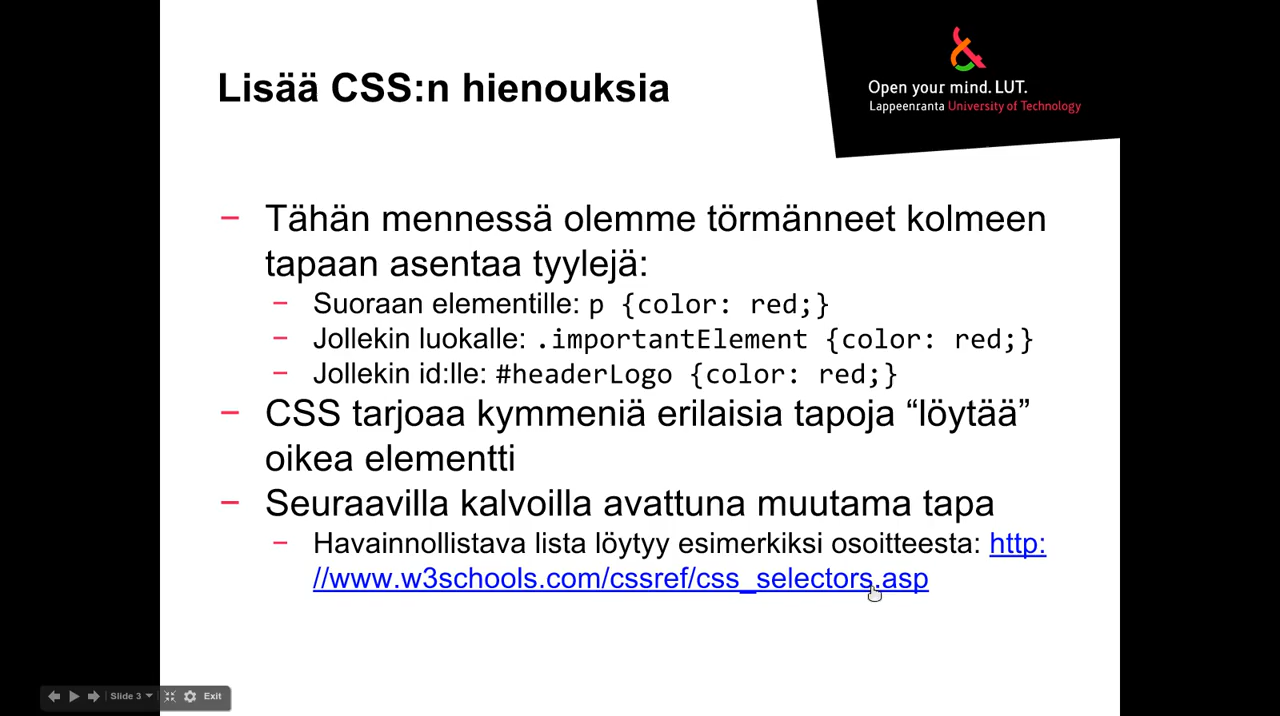 Lisää CSS:n hienouksia
Open your mind. LUT.
Lappeenranta University of Technology
– Tähän mennessä olemme törmänneet kolmeen
tapaan asentaa tyylejä:
– Suoraan elementille: p {color: red;}
– Jollekin luokalle: .importantElement {color: red;}
– Jollekin id:lle: #headerLogo {color: red;}
– CSS tarjoaa kymmeniä erilaisia tapoja “löytää”
oikea elementti
– Seuraavilla kalvoilla avattuna muutama tapa
– Havainnollistava lista löytyy esimerkiksi osoitteesta: http:
//www.w3schools.com/cssref/css_selectors.asp
Slide 3 Exit